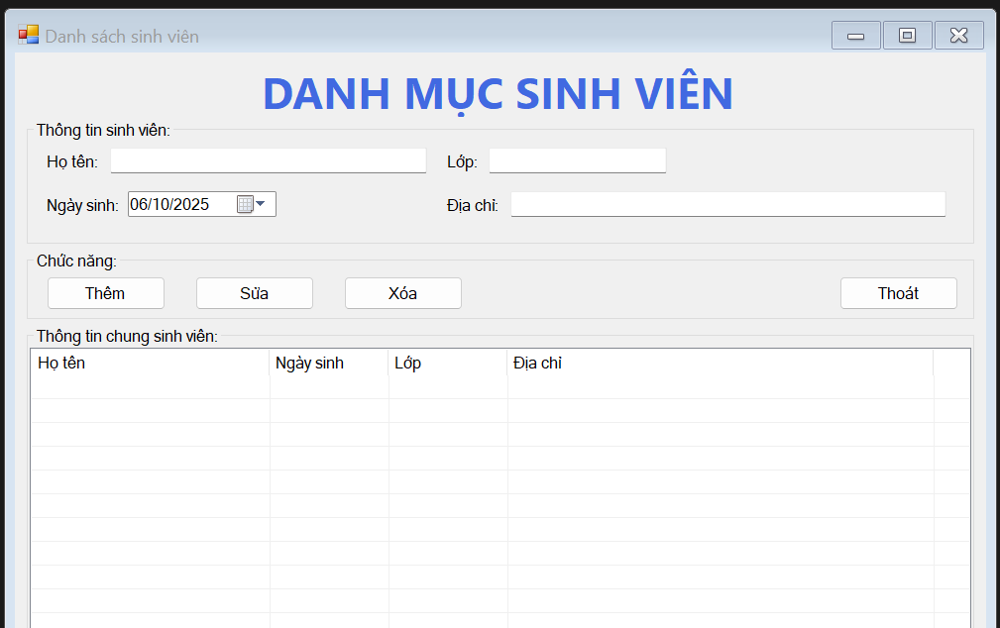 Danh sách sinh viên
DANH MỤC SINH VIÊN
Thông tin sinh viên:
Họ tên: Lớp:
Ngày sinh: 06/10/2025 Địa chỉ:
Chức năng:
Thêm Sửa Xóa Thoát
Thông tin chung sinh viên:
Họ tên Ngày sinh Lớp Địa chỉ